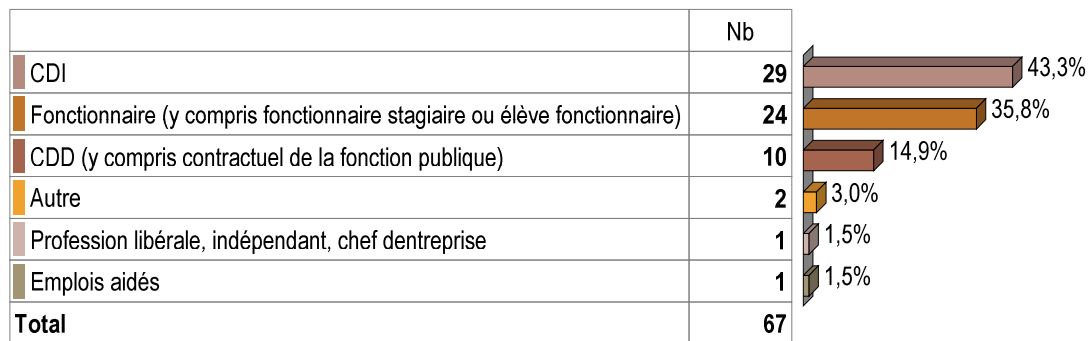 Nb
CDI 29 43,3%
Fonctionnaire (y compris fonctionnaire stagiaire ou élève fonctionnaire) 24 35,8%
CDD (y compris contractuel de la fonction publique) 10 14,9%
Autre 2 3,0%
Profession libérale, indépendant, chef dentreprise 1 1,5%
Emplois aidés 1 1,5%
Total 67